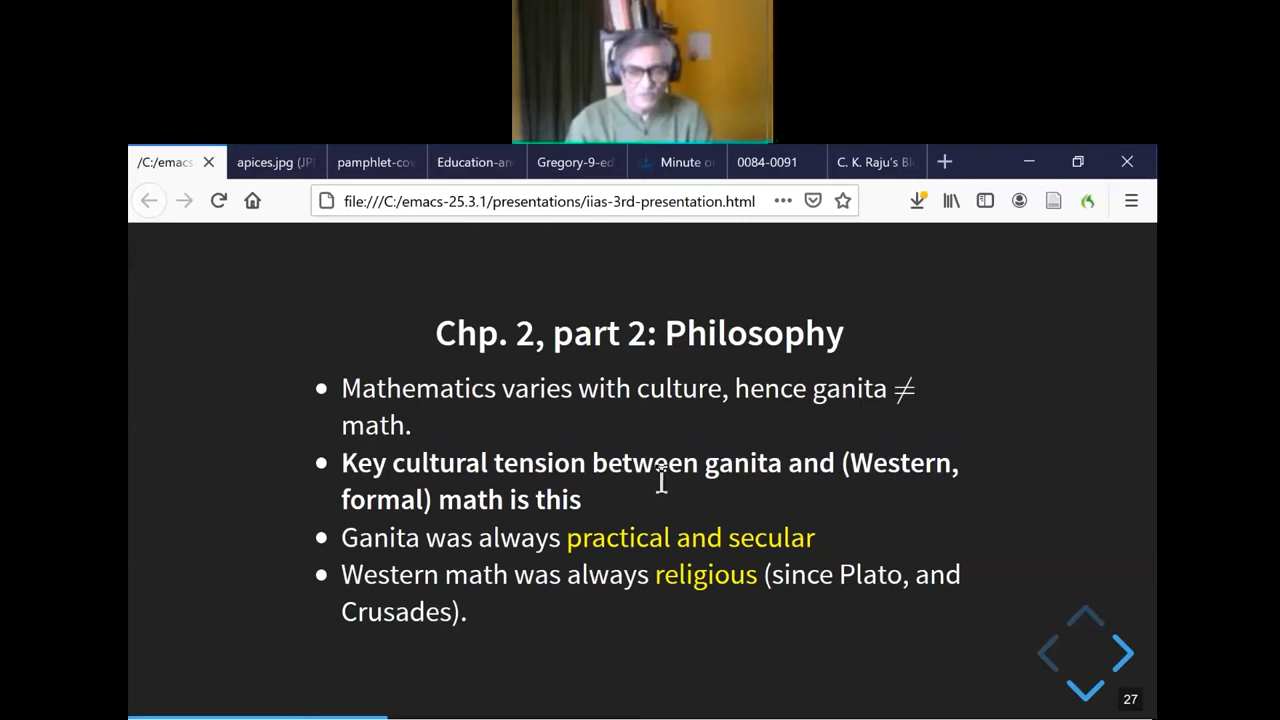 /C:/emacs
apices.jpg (JP
pamphlet-cov
Education-an
Gregory-9-ed
Minute o
0084-0091
C. K. Raju's Bl
file:///C:/emacs-25.3.1/presentations/iias-3rd-presentation.html
Chp. 2, part 2: Philosophy
• Mathematics varies with culture, hence ganita ≠
math.
• Key cultural tension between ganita and (Western,
formal) math is this
• Ganita was always practical and secular
• Western math was always religious (since Plato, and
Crusades).
27